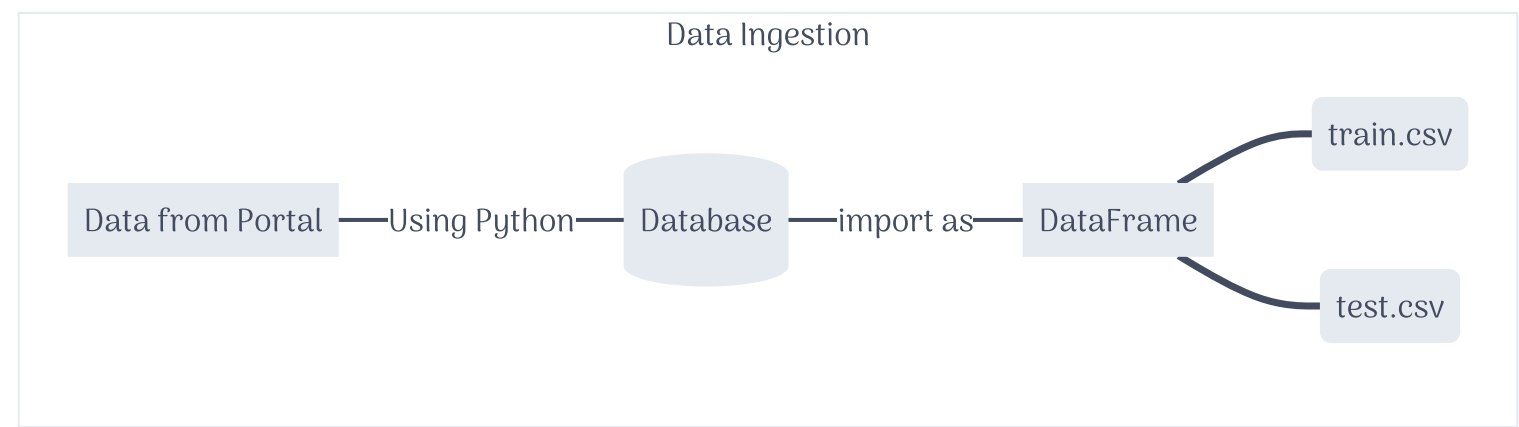 Data Ingestion
Data from Portal
Using Python
Database
import as
DataFrame
train.csv
test.csv